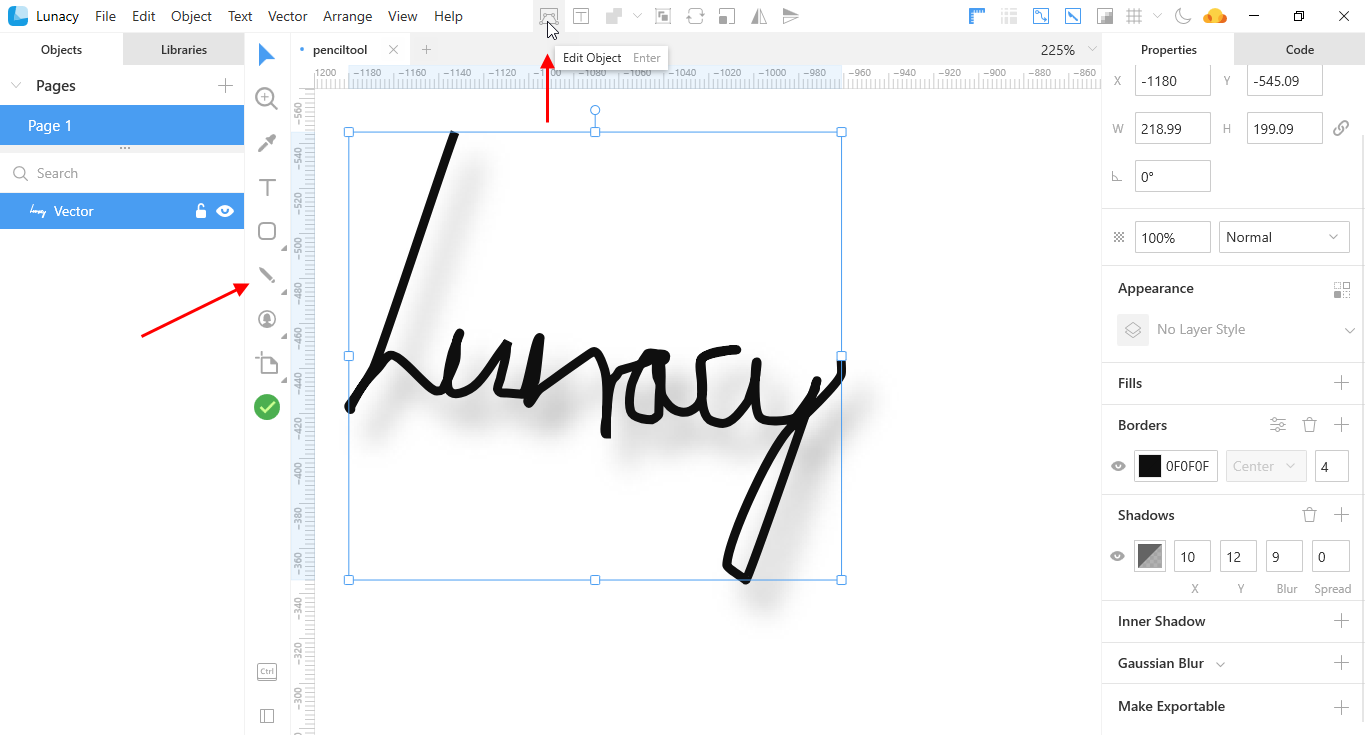 Lunacy File Edit Object Text Vector Arrange View Help
Objects Libraries penciltool 225% Properties Code
Edit Object Enter
1200 -1180 -1160 -1140 -1120 -1100 -1080 -1060 -1040 -1020 -1000 -980 -960 -940 -920 -900 -880 -860
Pages
Page 1
Search
Vector
-560
-540
-520
-500
-480
-460
-440
-420
-400
-380
-360
-340
-320
-300
Lunacy
Ctrl
X -1180 Y -545.09
W 218.99 H 199.09
0°
100% Normal
Appearance
No Layer Style
Fills
Borders
0F0F0F Center 4
Shadows
10 12 9 0
X Y Blur Spread
Inner Shadow
Gaussian Blur
Make Exportable